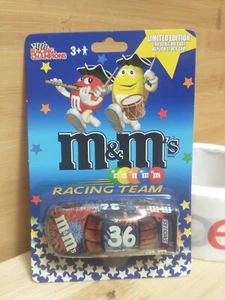 RACING CHAMPIONS
3+
LIMITED EDITION
m&m's
m m m m
RACING TEAM
36
m&m's